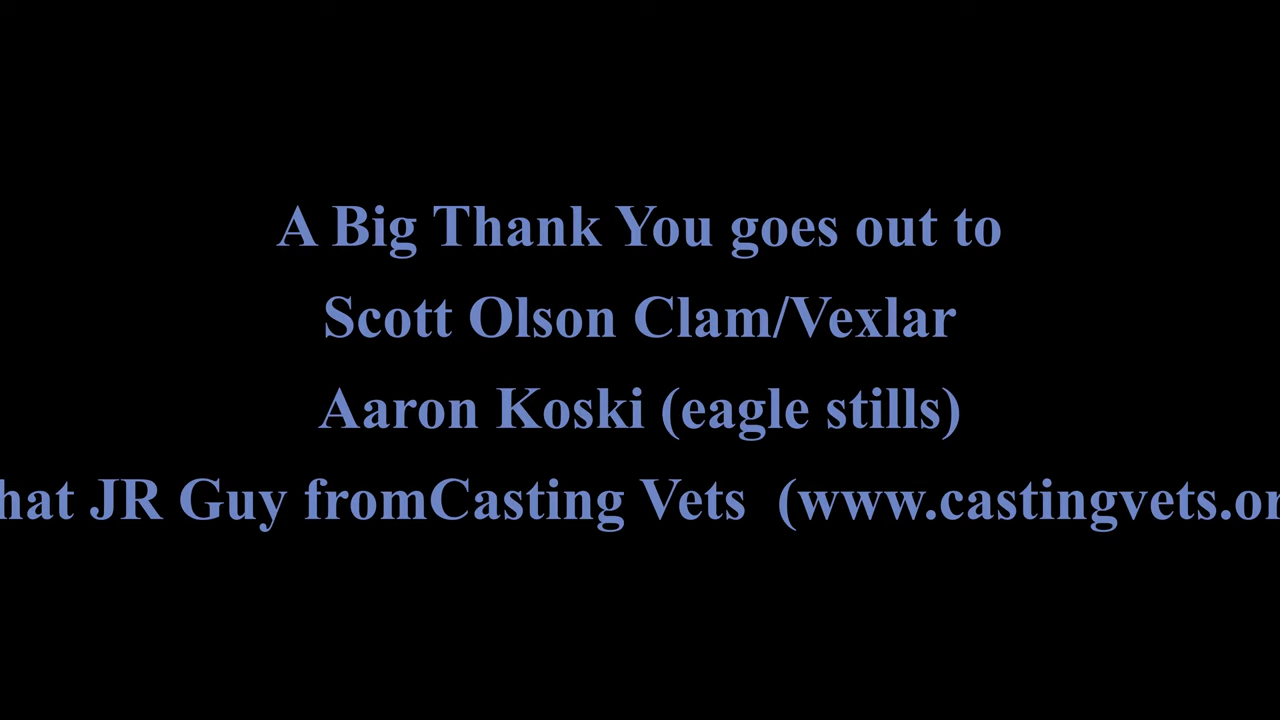 A Big Thank You goes out to
Scott Olson Clam/Vexlar
Aaron Koski (eagle stills)
hat JR Guy fromCasting Vets (www.castingvets.or